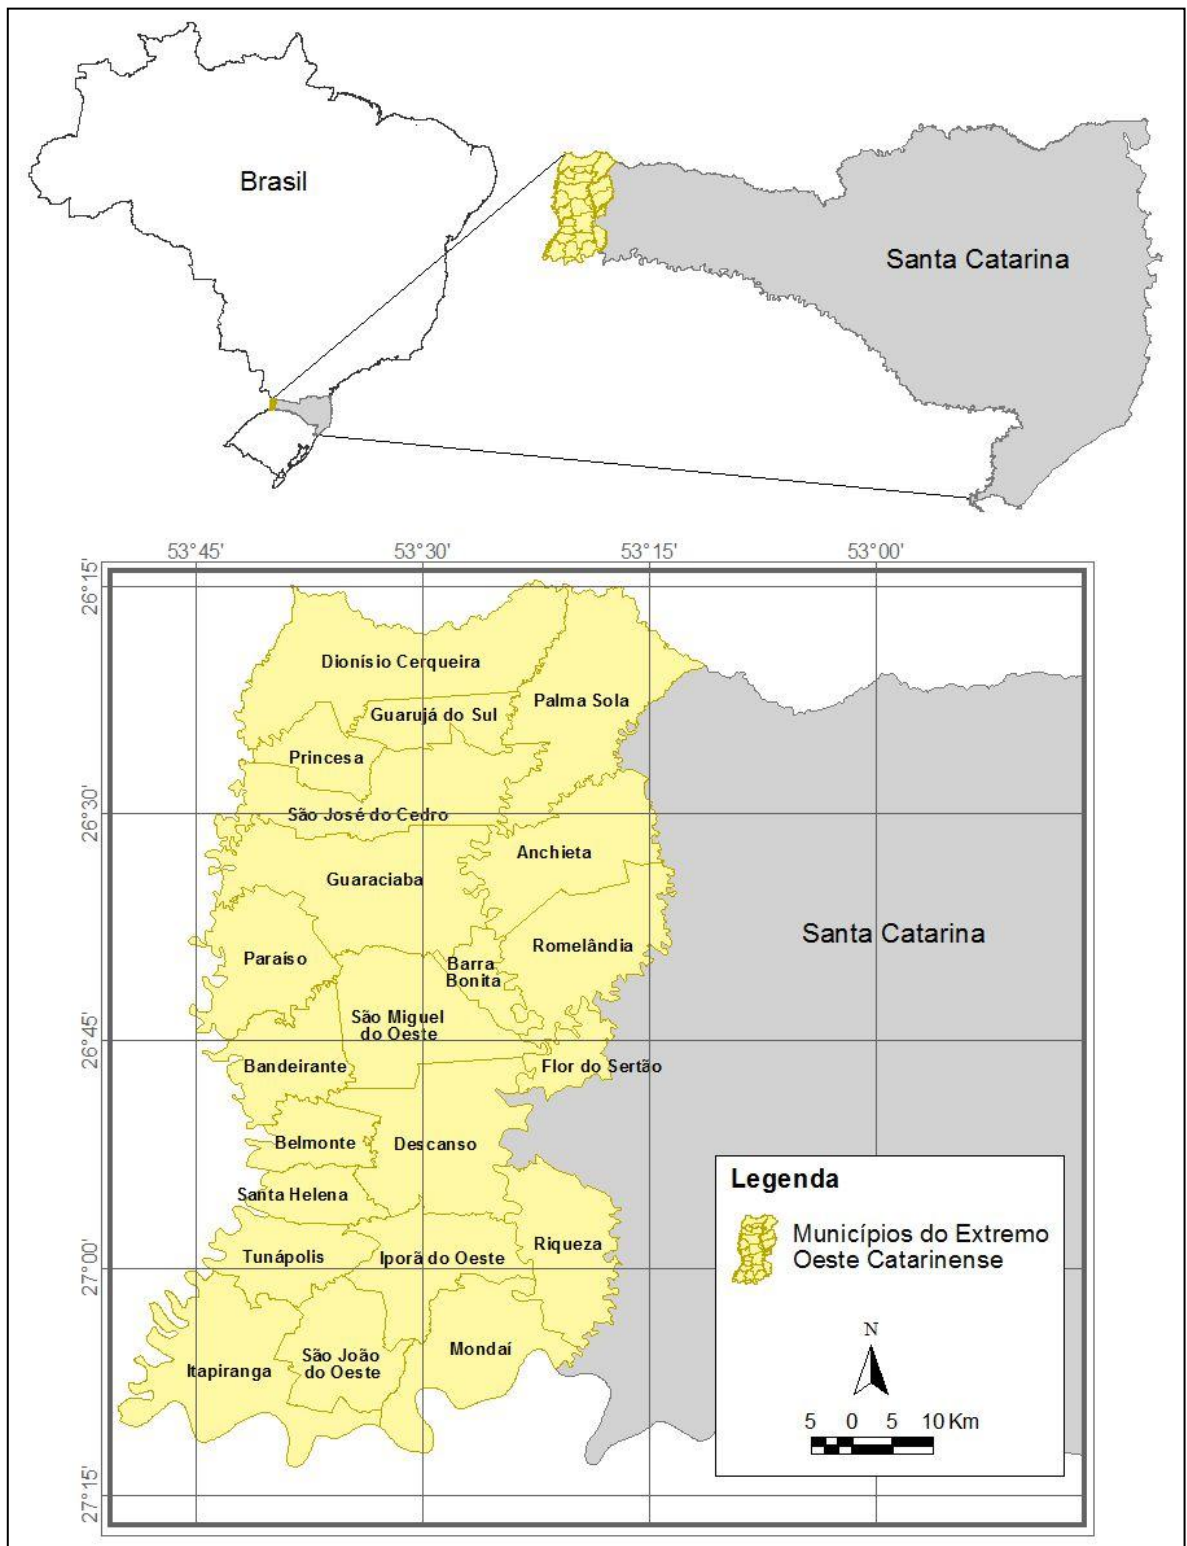 Brasil
Santa Catarina
53°45'
53°30'
53°15'
53°00'
26°15'
26°30'
26°45'
27°00'
27°15'
Dionísio Cerqueira
Palma Sola
Guarujá do Sul
Princesa
São José do Cedro
Anchieta
Guaraciaba
Romelândia
Paraíso
Barra
Bonita
São Miguel
do Oeste
Santa Catarina
Bandeirante
Flor do Sertão
Belmonte
Descanso
Santa Helena
Tunápolis
Iporã do Oeste
Riqueza
Itapiranga
São João
do Oeste
Mondaí
Legenda
Municípios do Extremo
Oeste Catarinense
N
5 0 5 10 Km